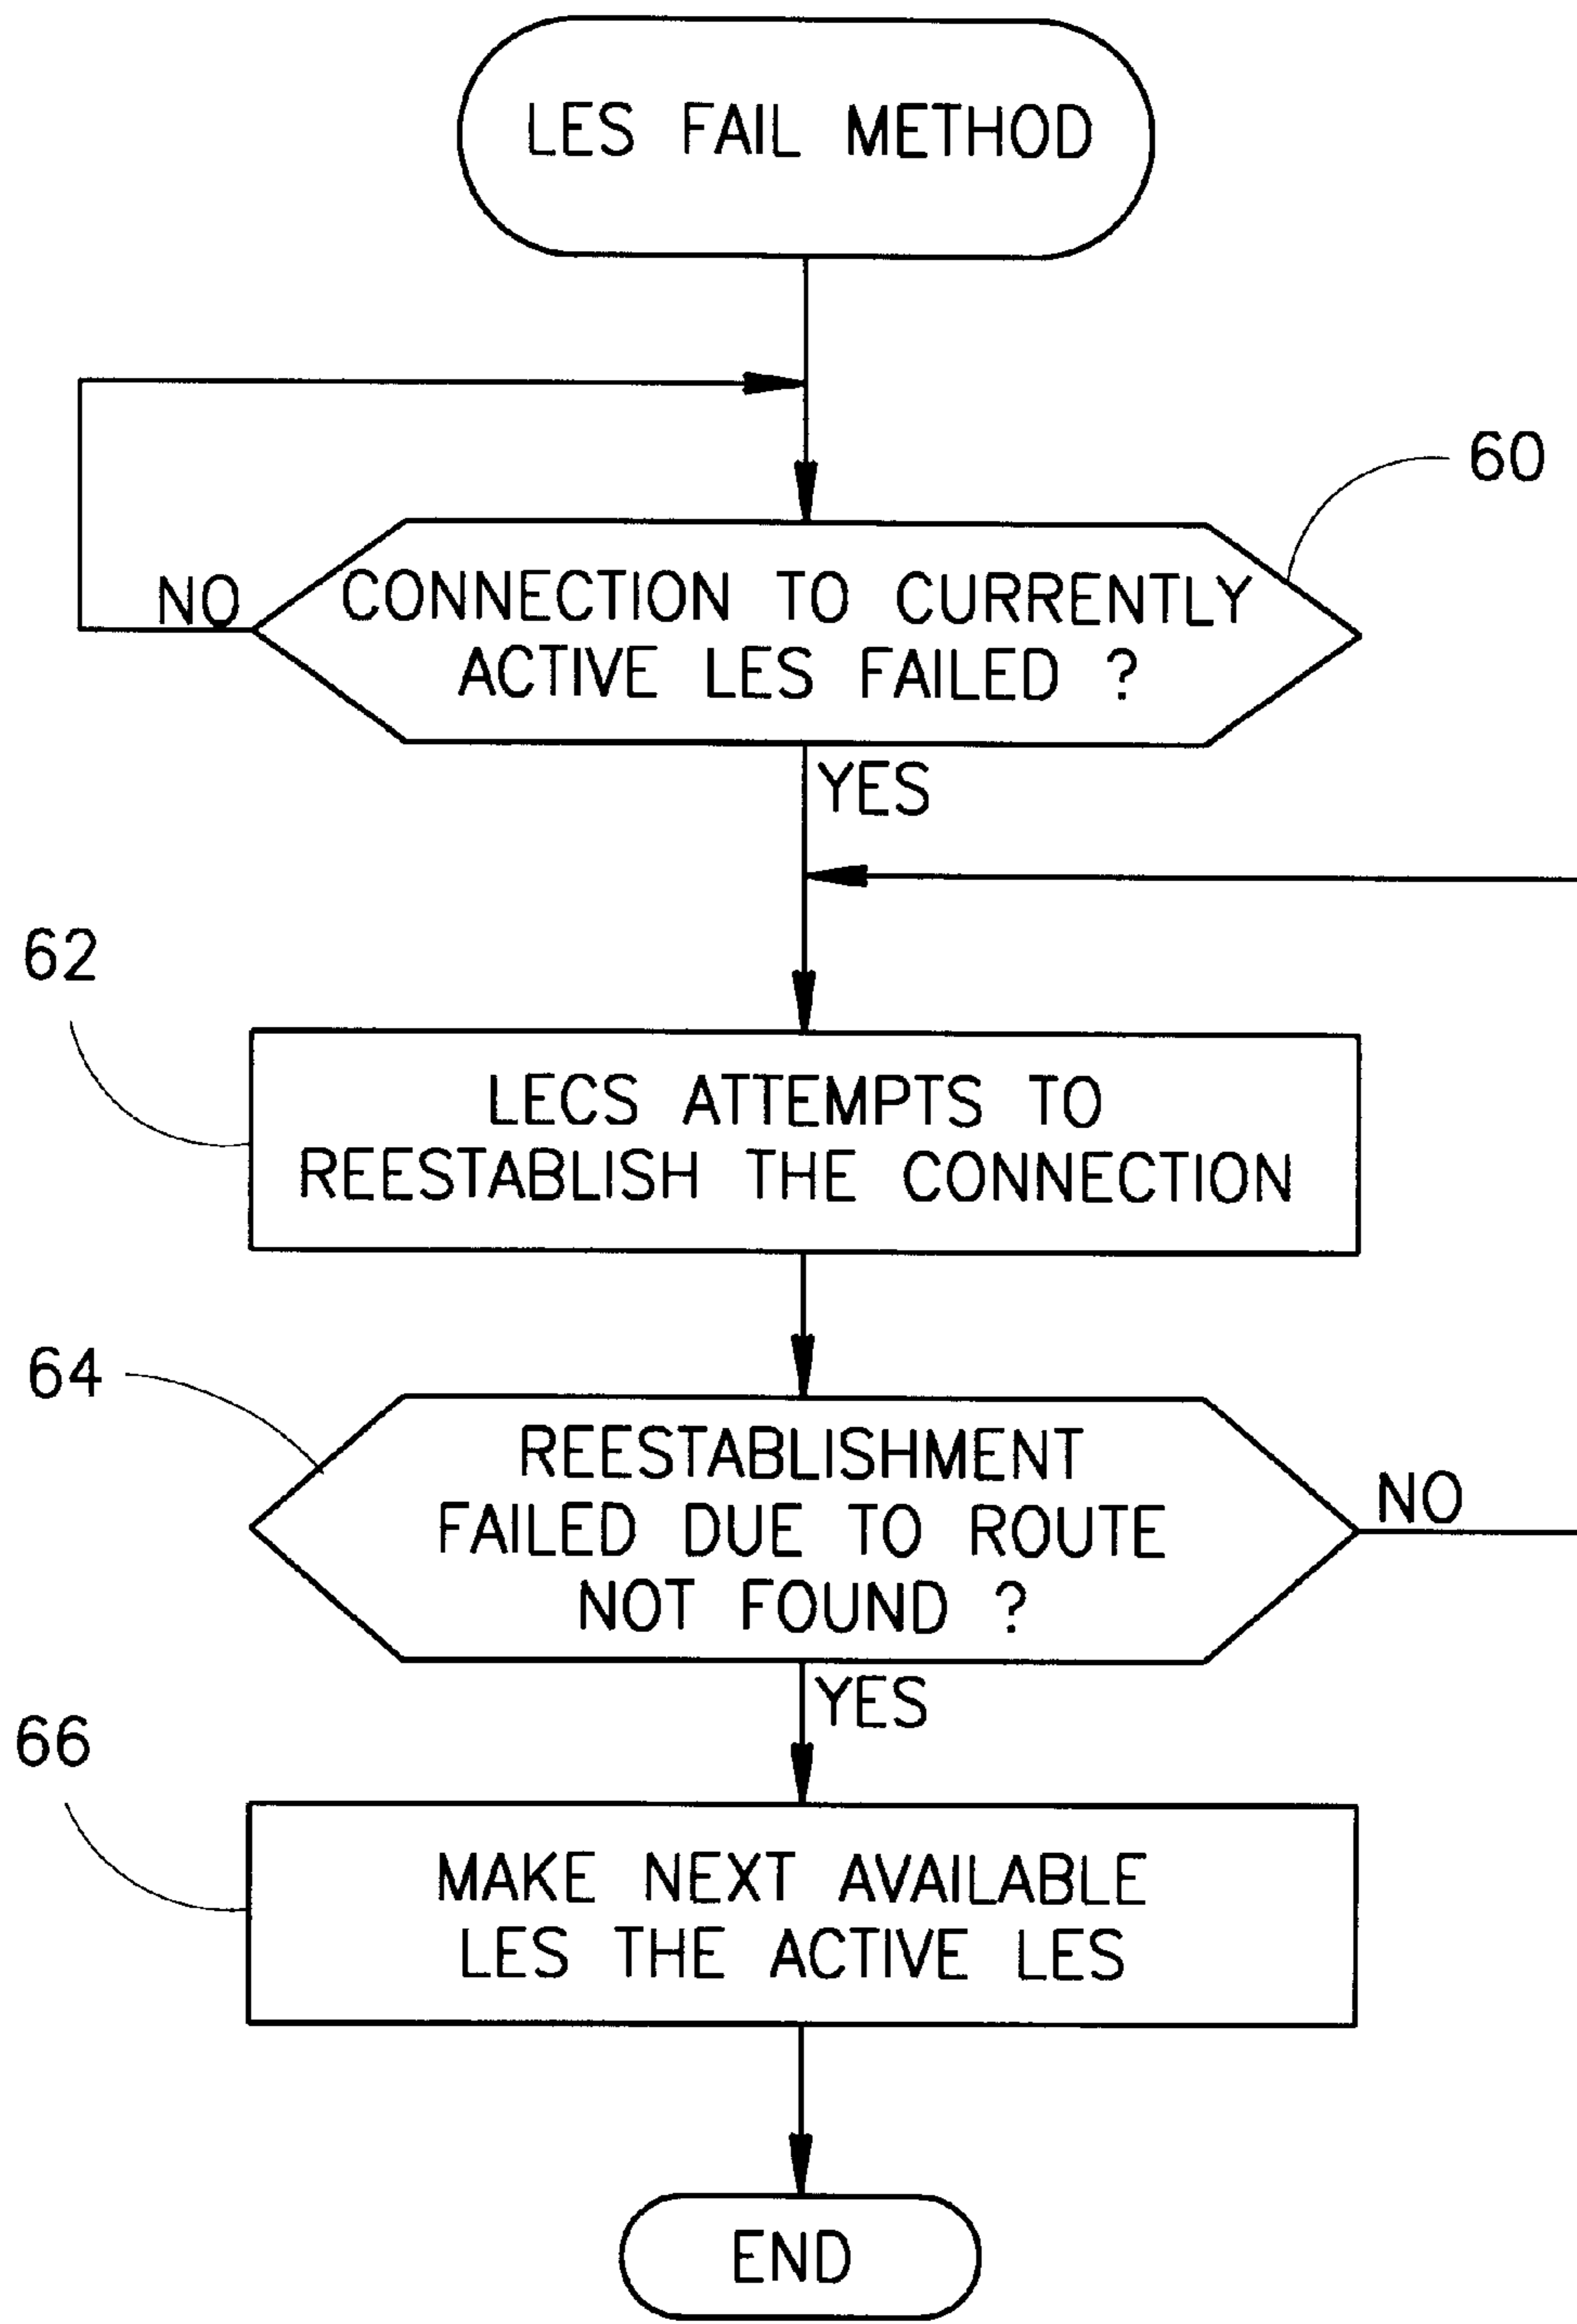 LES FAIL METHOD
60
NO
CONNECTION TO CURRENTLY
ACTIVE LES FAILED ?
YES
62
LECS ATTEMPTS TO
REESTABLISH THE CONNECTION
64
REESTABLISHMENT
FAILED DUE TO ROUTE
NOT FOUND ?
NO
YES
66
MAKE NEXT AVAILABLE
LES THE ACTIVE LES
END